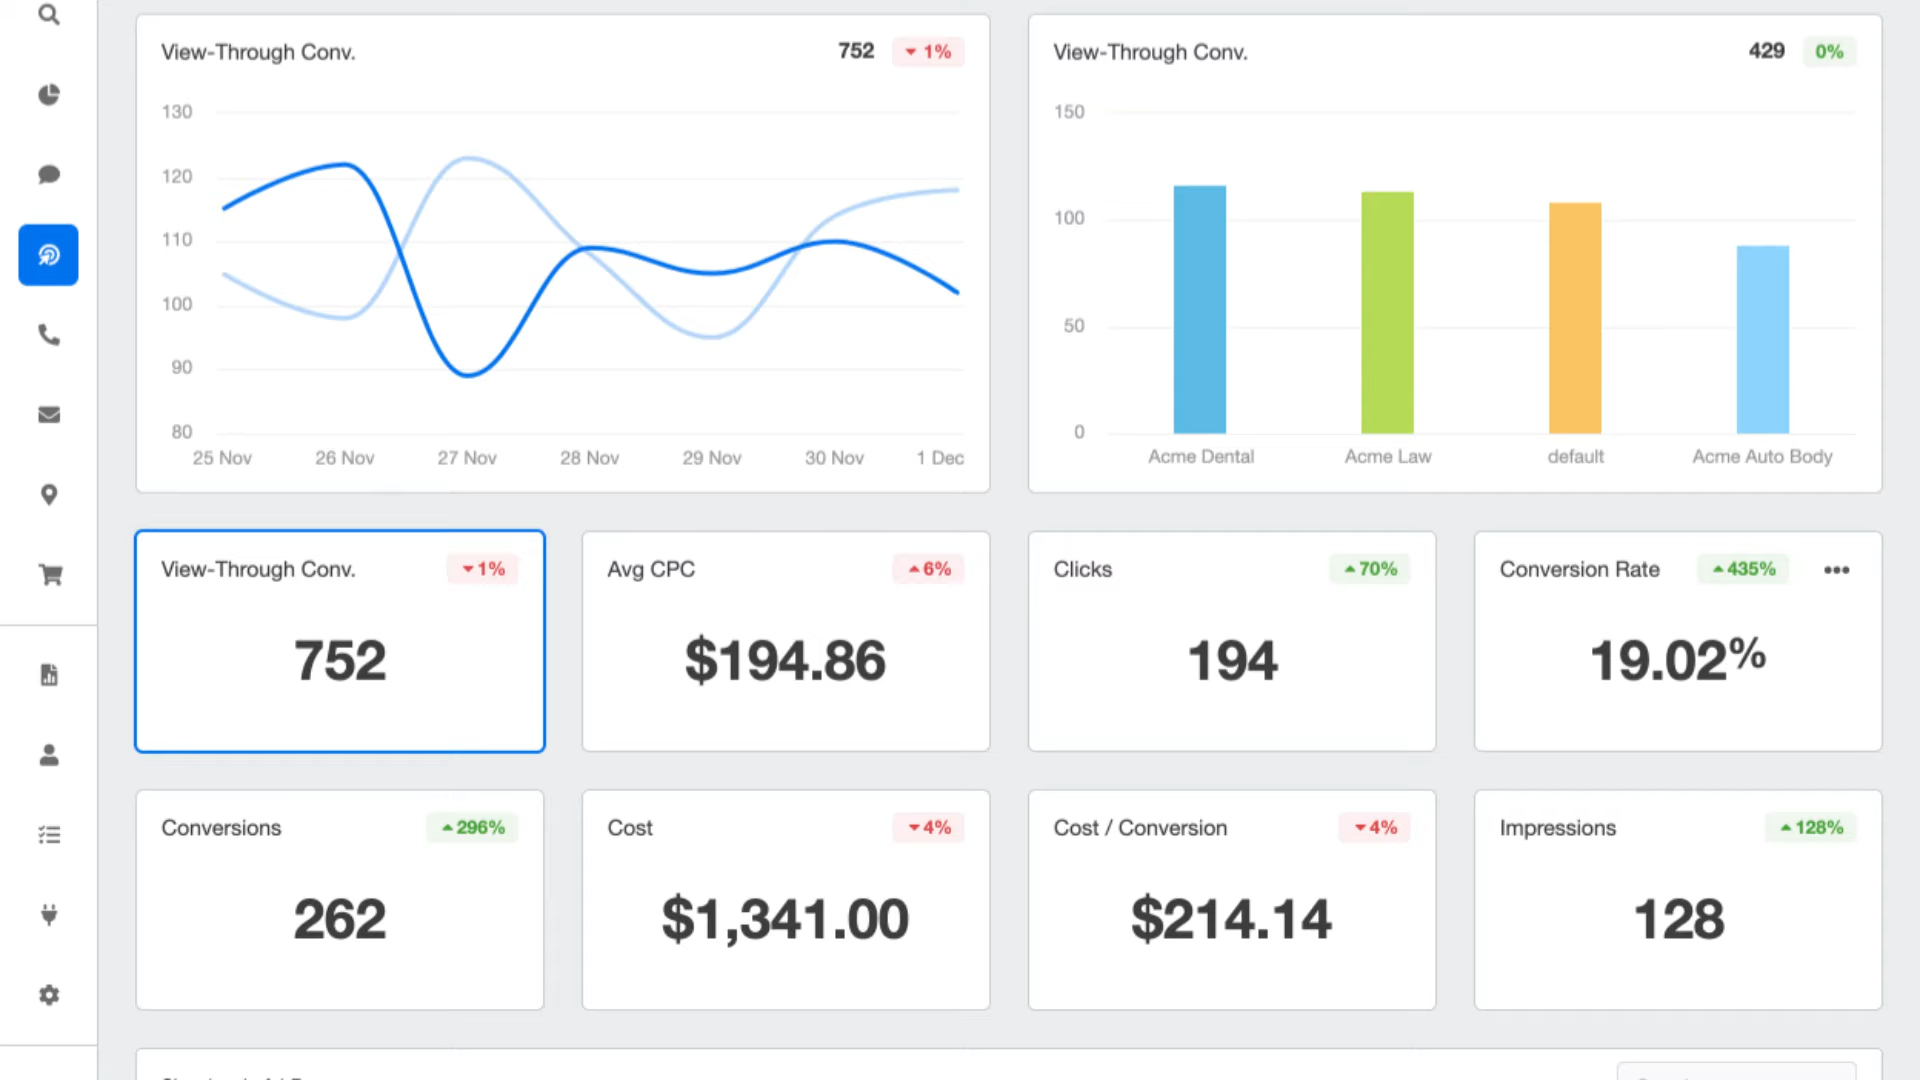 View-Through Conv.
752
1%
130
120
110
100
90
80
25 Nov
26 Nov
27 Nov
28 Nov
29 Nov
30 Nov
1 Dec
View-Through Conv.
429
0%
150
100
50
0
Acme Dental
Acme Law
default
Acme Auto Body
View-Through Conv.
1%
752
Avg CPC
6%
$194.86
Clicks
70%
194
Conversion Rate
435%
19.02%
Conversions
296%
262
Cost
4%
$1,341.00
Cost / Conversion
4%
$214.14
Impressions
128%
128